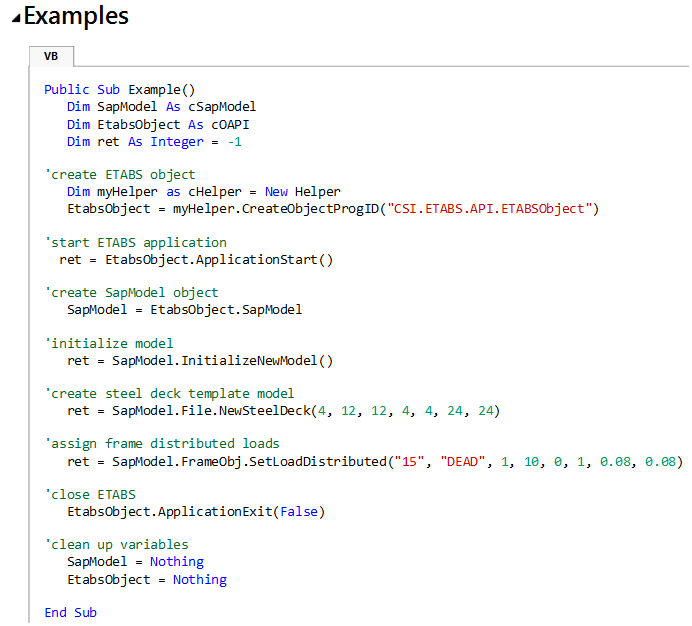 Examples
VB
Public Sub Example()
Dim SapModel As cSapModel
Dim EtabsObject As cOAPI
Dim ret As Integer = -1
'create ETABS object
Dim myHelper as cHelper = New Helper
EtabsObject = myHelper.CreateObjectProgID("CSI.ETABS.API.ETABSObject")
'start ETABS application
ret = EtabsObject.ApplicationStart()
'create SapModel object
SapModel = EtabsObject.SapModel
'initialize model
ret = SapModel.InitializeNewModel()
'create steel deck template model
ret = SapModel.File.NewSteelDeck(4, 12, 12, 4, 4, 24, 24)
'assign frame distributed loads
ret = SapModel.FrameObj.SetLoadDistributed("15", "DEAD", 1, 10, 0, 1, 0.08, 0.08)
'close ETABS
EtabsObject.ApplicationExit(False)
'clean up variables
SapModel = Nothing
EtabsObject = Nothing
End Sub